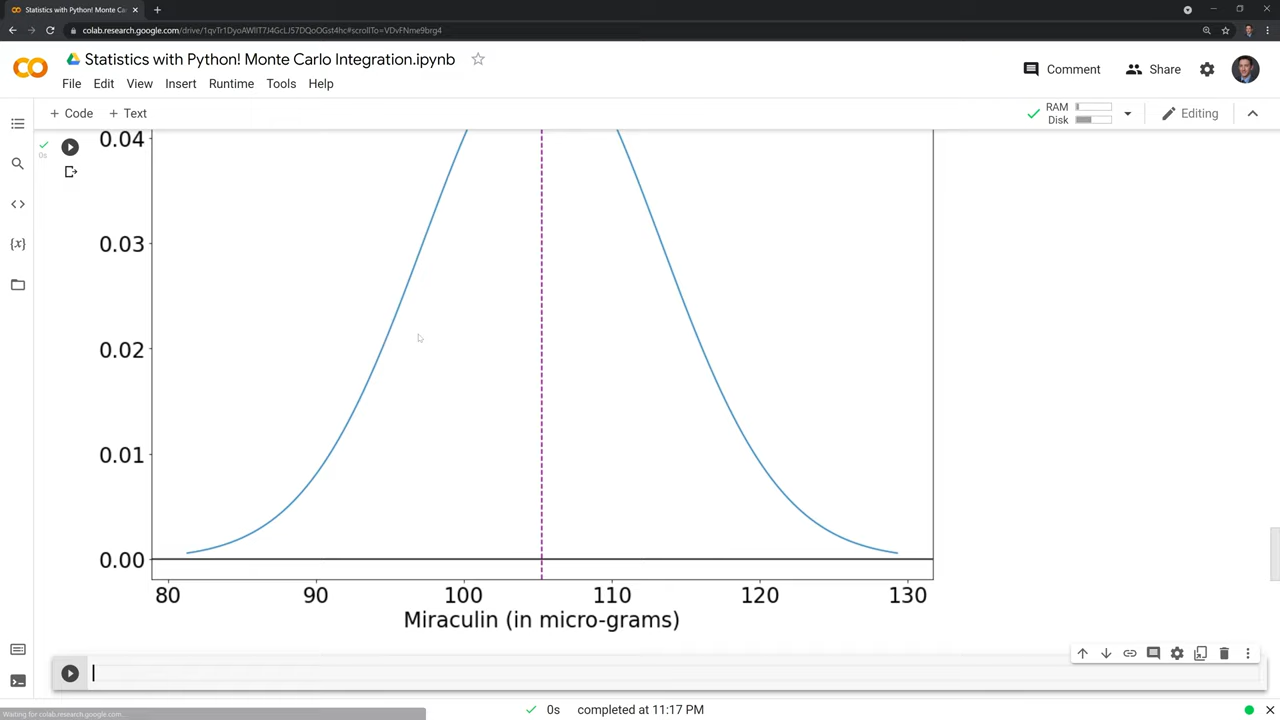 Statistics with Python! Monte Ca
colab.research.google.com/drive/1qvTr1DyoAWIIT7J4GcLJ57DQoOGst4hc#scrollTo=VDvFNme9brg4
Statistics with Python! Monte Carlo Integration.ipynb
Comment
Share
File Edit View Insert Runtime Tools Help
+ Code + Text
RAM
Disk
Editing
0s
{x}
0.04
0.03
0.02
0.01
0.00
80 90 100 110 120 130
Miraculin (in micro-grams)
0s completed at 11:17 PM
Waiting for colab.research.google.com...